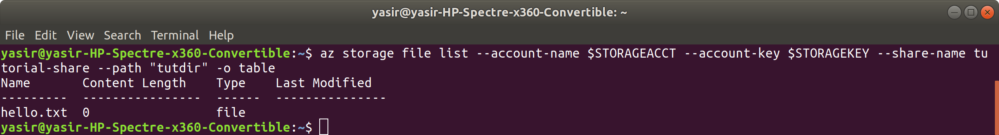 yasir@yasir-HP-Spectre-x360-Convertible: ~
File Edit View Search Terminal Help
yasir@yasir-HP-Spectre-x360-Convertible:~$ az storage file list --account-name $STORAGEACCT --account-key $STORAGEKEY --share-name tu
torial-share --path "tutdir" -o table
Name       Content Length    Type    Last Modified
---------  ----------------  ------  ---------------
hello.txt  0                 file
yasir@yasir-HP-Spectre-x360-Convertible:~$